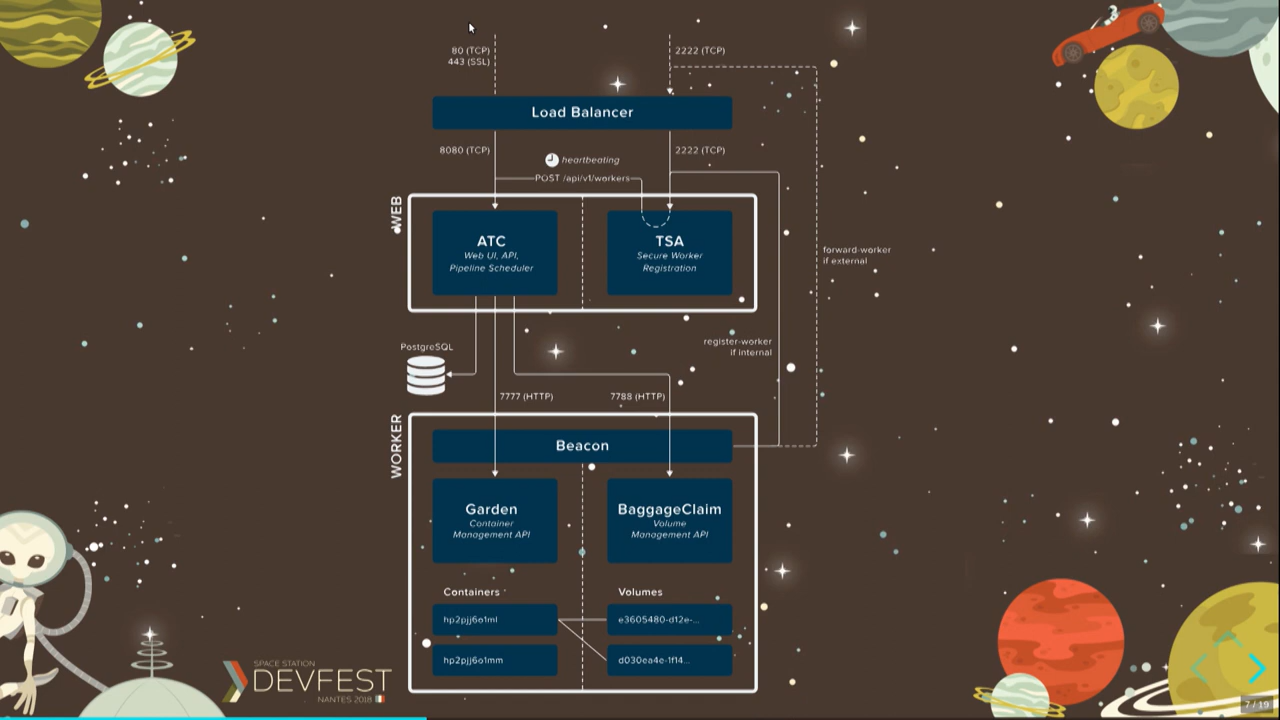 80 (TCP)
443 (SSL)
2222 (TCP)
Load Balancer
8080 (TCP)
heartbeating
2222 (TCP)
POST /api/v1/workers
WEB
ATC
Web UI, API,
Pipeline Scheduler
TSA
Secure Worker
Registration
forward-worker
if external
register-worker
if internal
PostgreSQL
7777 (HTTP)
7788 (HTTP)
WORKER
Beacon
Garden
Container
Management API
BaggageClaim
Volume
Management API
Containers
Volumes
hp2pjj6o1ml
e3605480-d12e-...
hp2pjj6o1mm
d030ea4e-1f14...
SPACE STATION
DEVFEST
NANTES 2018
7 / 19